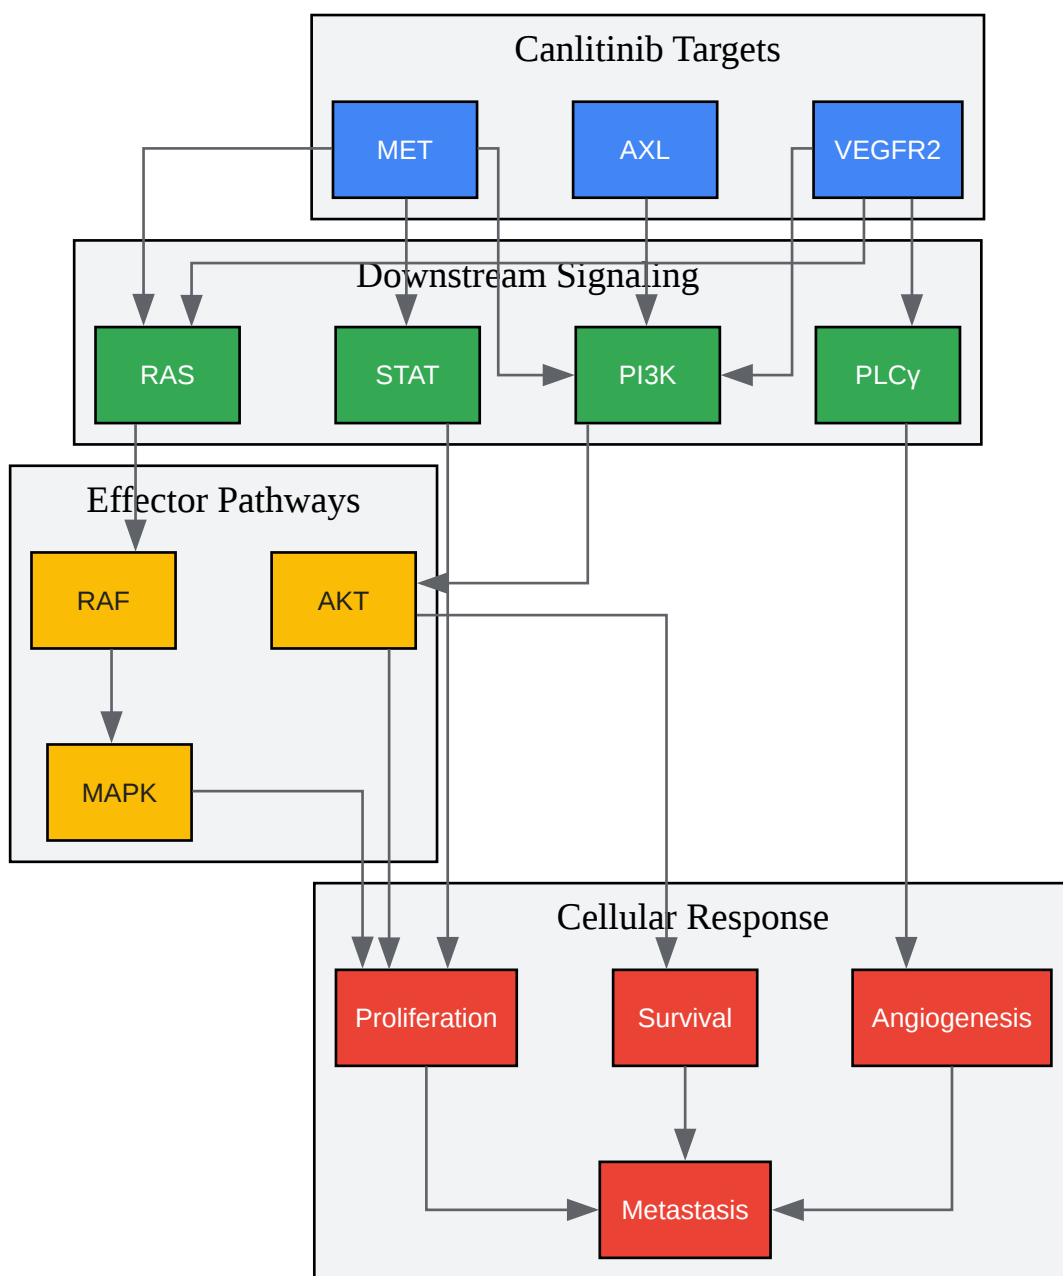 Canlitinib Targets
MET
AXL
VEGFR2
Downstream Signaling
RAS
STAT
PI3K
PLCγ
Effector Pathways
RAF
AKT
MAPK
Cellular Response
Proliferation
Survival
Angiogenesis
Metastasis